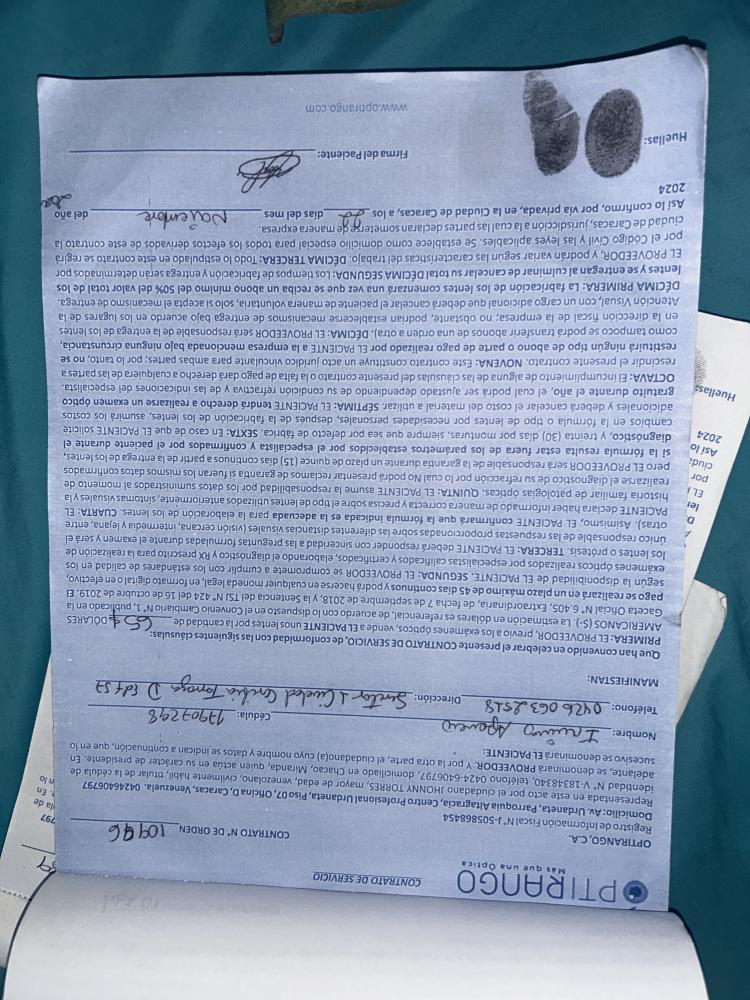 OPTIRANGO
Más que una Óptica
CONTRATO DE SERVICIO
CONTRATO N° DE ORDEN 10996
OPTIRANGO, C.A.
Registro de Información Fiscal N° J-505868454
Domicilio: Av. Urdaneta, Parroquia Altagracia, Centro Profesional Urdaneta, Piso 07, Oficina D, Caracas, Venezuela. 04246406797
Representada en este acto por el ciudadano JHONNY TORRES, mayor de edad, venezolano, civilmente hábil, titular de la cédula de
identidad N° V-18348340, teléfono 0424-6406797, domiciliado en Chacao, Miranda, quien actúa en su carácter de presidente. En
adelante, se denominará PROVEEDOR. Y por la otra parte, el ciudadano(a) cuyo nombre y datos se indican a continuación, que en lo
sucesivo se denominará EL PACIENTE:
Nombre: Aparicio Cédula: 17907298
Teléfono: 0426 063 2518 Dirección: Sector 1 Ciudad Caribia Terraza D Edf 57
MANIFIESTAN:
Que han convenido en celebrar el presente CONTRATO DE SERVICIO, de conformidad con las siguientes cláusulas:
PRIMERA: EL PROVEEDOR, previo a los exámenes ópticos, vende a EL PACIENTE unos lentes por la cantidad de 65$ DÓLARES
AMERICANOS ($-). La estimación en dólares es referencial, de acuerdo con lo dispuesto en el Convenio Cambiario N° 1, publicado en la
Gaceta Oficial N° 6.405, Extraordinaria, de fecha 7 de septiembre de 2018, y la Sentencia del TSJ N° 424 del 16 de octubre de 2019. El
pago se realizará en un plazo máximo de 45 días continuos y podrá hacerse en cualquier moneda legal, en formato digital o en efectivo,
según la disponibilidad de EL PACIENTE. SEGUNDA: EL PROVEEDOR se compromete a cumplir con los estándares de calidad en los
exámenes ópticos realizados por especialistas calificados y certificados, elaborando el diagnóstico y RX prescrito para la realización de
los lentes o prótesis. TERCERA: EL PACIENTE deberá responder con sinceridad a las preguntas formuladas durante el examen y será el
único responsable de las respuestas proporcionadas sobre las diferentes distancias visuales (visión cercana, intermedia y lejana, entre
otras). Asimismo, EL PACIENTE confirmará que la fórmula indicada es la adecuada para la elaboración de los lentes. CUARTA: EL
PACIENTE declara haber informado de manera correcta y precisa sobre el tipo de lentes utilizados anteriormente, síntomas visuales y la
historia familiar de patologías ópticas. QUINTA: EL PACIENTE asume la responsabilidad por los datos suministrados al momento de
realizarse el diagnostico de su refracción por lo cual No podrá presentar reclamos de garantía si fueran los mismos datos confirmados
pero EL PROVEEDOR será responsable de la garantía durante un plazo de quince (15) días continuos a partir de la entrega de los lentes,
si la fórmula resulta estar fuera de los parámetros establecidos por el especialista y confirmados por el paciente durante el
diagnóstico, y treinta (30) días por monturas, siempre que sea por defecto de fábrica. SEXTA: En caso de que EL PACIENTE solicite
cambios en la fórmula o tipo de lentes por necesidades personales, después de la fabricación de los lentes, asumirá los costos
adicionales y deberá cancelar el costo del material a utilizar. SÉPTIMA: EL PACIENTE tendrá derecho a realizarse un examen óptico
gratuito durante el año, el cual podrá ser ajustado dependiendo de su condición refractiva y de las indicaciones del especialista.
OCTAVA: El incumplimiento de alguna de las cláusulas del presente contrato o la falta de pago dará derecho a cualquiera de las partes a
rescindir el presente contrato. NOVENA: Este contrato constituye un acto jurídico vinculante para ambas partes; por lo tanto, no se
restituirá ningún tipo de abono o parte de pago realizado por EL PACIENTE a la empresa mencionada bajo ninguna circunstancia,
como tampoco se podrá transferir abonos de una orden a otra). DÉCIMA: EL PROVEEDOR será responsable de la entrega de los lentes
en la dirección fiscal de la empresa; no obstante, podrían establecerse mecanismos de entrega bajo acuerdo en los lugares de la
Atención Visual, con un cargo adicional que deberá cancelar el paciente de manera voluntaria, solo si acepta el mecanismo de entrega.
DÉCIMA PRIMERA: La fabricación de los lentes comenzará una vez que se reciba un abono mínimo del 50% del valor total de los
lentes y se entregan al culminar de cancelar su total DÉCIMA SEGUNDA: Los tiempos de fabricación y entrega serán determinados por
EL PROVEEDOR, y podrán variar según las características del trabajo. DÉCIMA TERCERA: Todo lo estipulado en este contrato se regirá
por el Código Civil y las leyes aplicables. Se establece como domicilio especial para todos los efectos derivados de este contrato la
ciudad de Caracas, jurisdicción a la cual las partes declaran someterse de manera expresa.
Así lo confirmo, por vía privada, en la Ciudad de Caracas, a los 22 días del mes Noviembre del año
2024
Huellas:
Firma del Paciente:
www.optirango.com
Huellas:
2024
Así lo
ciuda
por
EL P